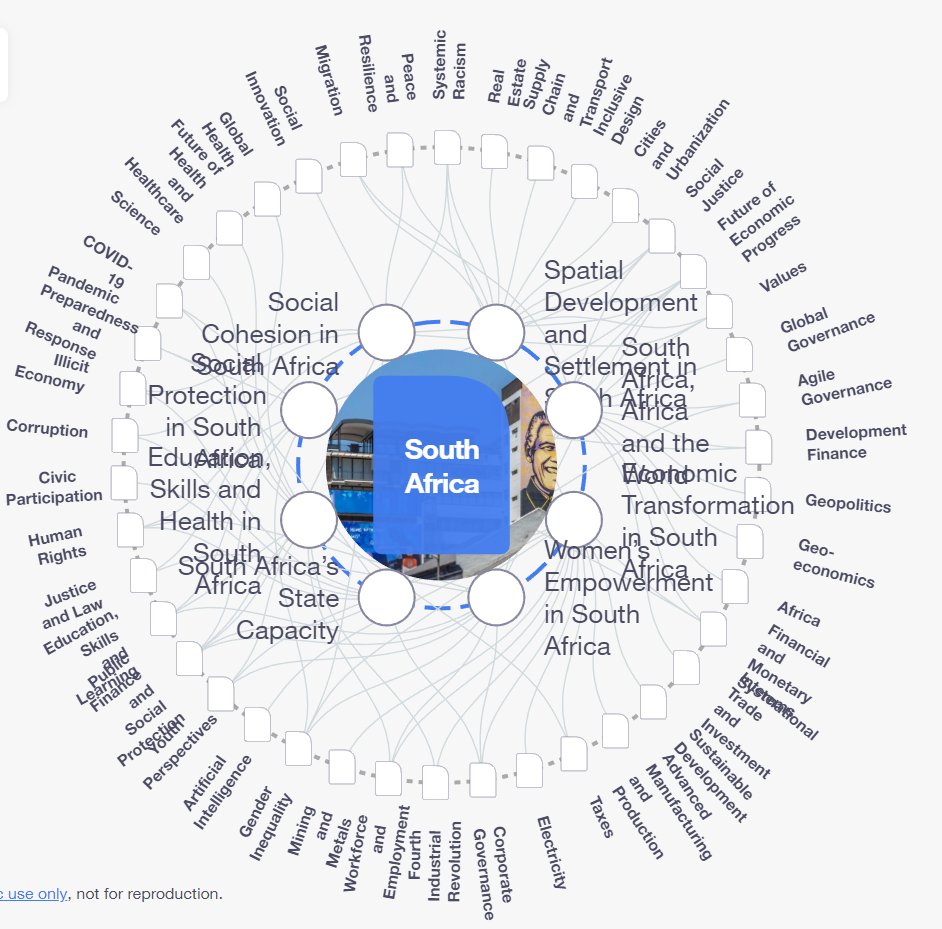 South
Africa
Spatial
Development
and
Settlement in
South Africa
South
Africa,
Africa
and the
World
Economic
Transformation
in South
Africa
Women's
Empowerment
in South
Africa
South Africa's
State
Capacity
Education,
Skills and
Health in
South
Africa
Social
Protection
in South
Africa
Social
Cohesion in
South Africa
Systemic
Racism
Real
Estate
Supply
Chain
and
Transport
Inclusive
Design
Cities
and
Urbanization
Social
Justice
Future of
Economic
Progress
Values
Global
Governance
Agile
Governance
Development
Finance
Geopolitics
Geo-
economics
Africa
Financial
and
Monetary
Systems
International
Trade
and
Investment
Sustainable
Development
Advanced
Manufacturing
and
Production
Taxes
Electricity
Corporate
Governance
Fourth
Industrial
Revolution
Workforce
and
Employment
Mining
and
Metals
Gender
Inequality
Artificial
Intelligence
Youth
Perspectives
Public
Finance
and
Social
Protection
Education,
Skills
and
Learning
Justice
and Law
Human
Rights
Civic
Participation
Corruption
Illicit
Economy
Pandemic
Preparedness
and
Response
COVID-
19
Science
Future of
Health
and
Healthcare
Global
Health
Social
Innovation
Migration
Resilience
Peace
and
c use only, not for reproduction.